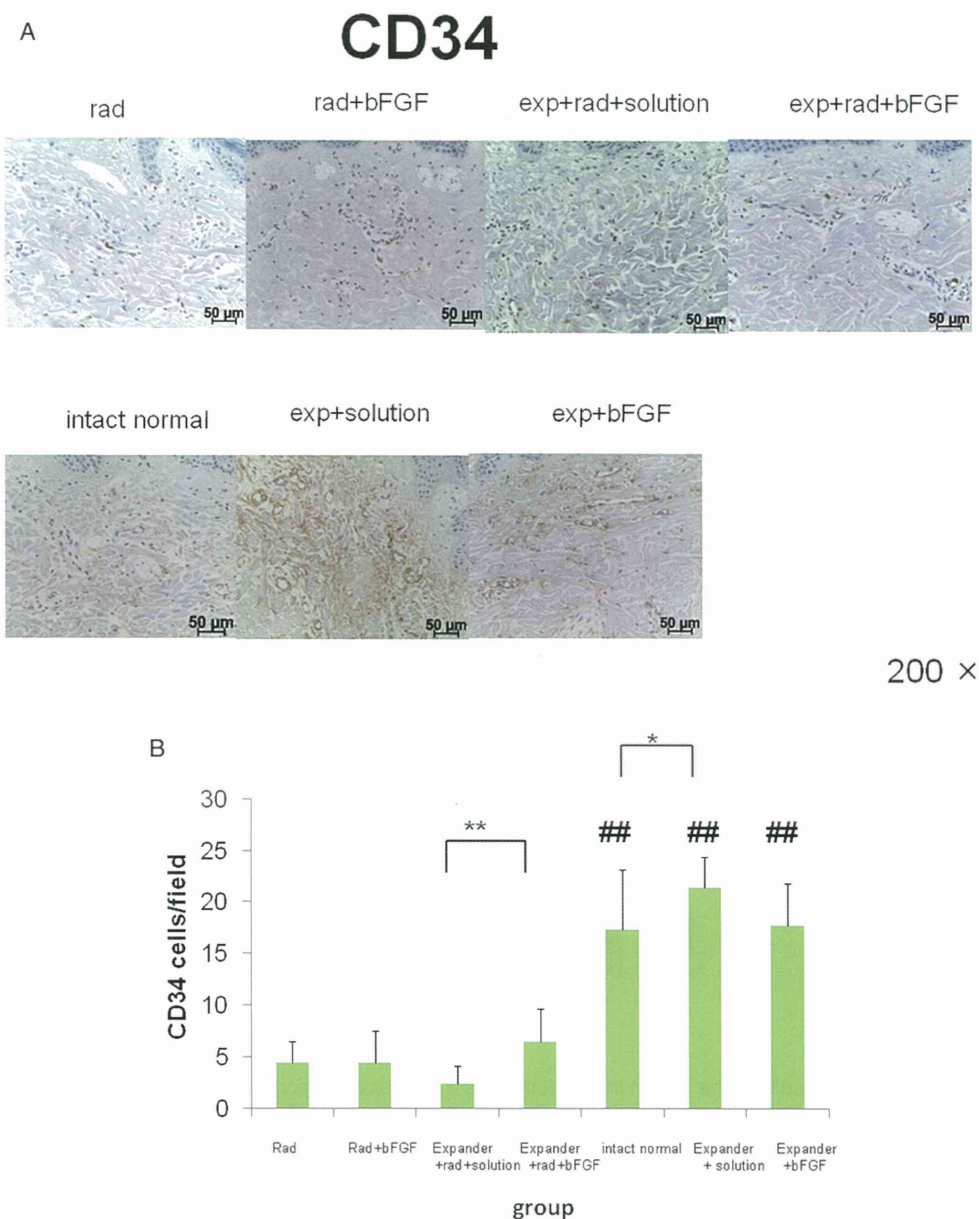 A
CD34
rad
rad+bFGF
exp+rad+solution
exp+rad+bFGF
50 µm
50 µm
50 µm
50 µm
intact normal
exp+solution
exp+bFGF
50 µm
50 µm
50 µm
200 ×
B
*
**
##
##
##
30
25
20
15
10
5
0
CD34 cells/field
Rad
Rad+bFGF
Expander
+rad+solution
Expander
+rad+bFGF
intact normal
Expander
+ solution
Expander
+bFGF
group